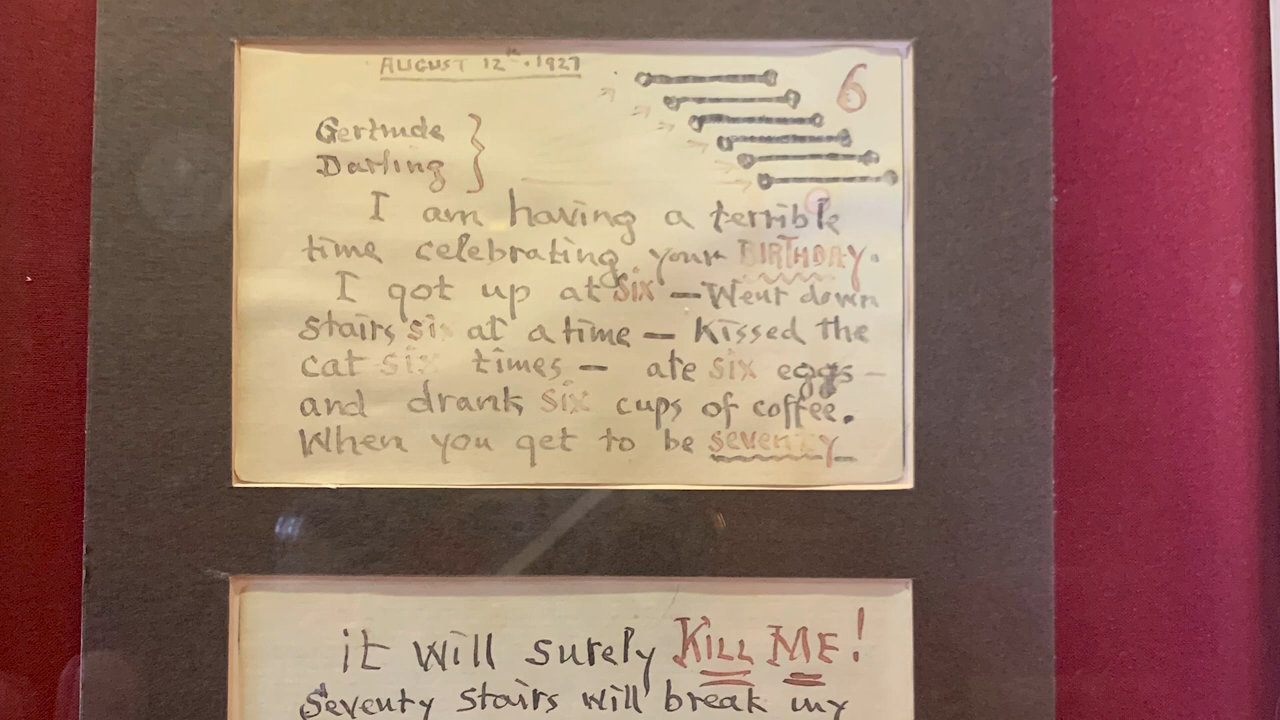 AUGUST 12th. 1927
6
Gertrude
Darling
I am having a terrible
time celebrating your BIRTHDAY.
I got up at six — Went down
stairs six at a time — kissed the
cat six times — ate six eggs —
and drank six cups of coffee.
When you get to be seventy
it will surely KILL ME!
Seventy stairs will break my